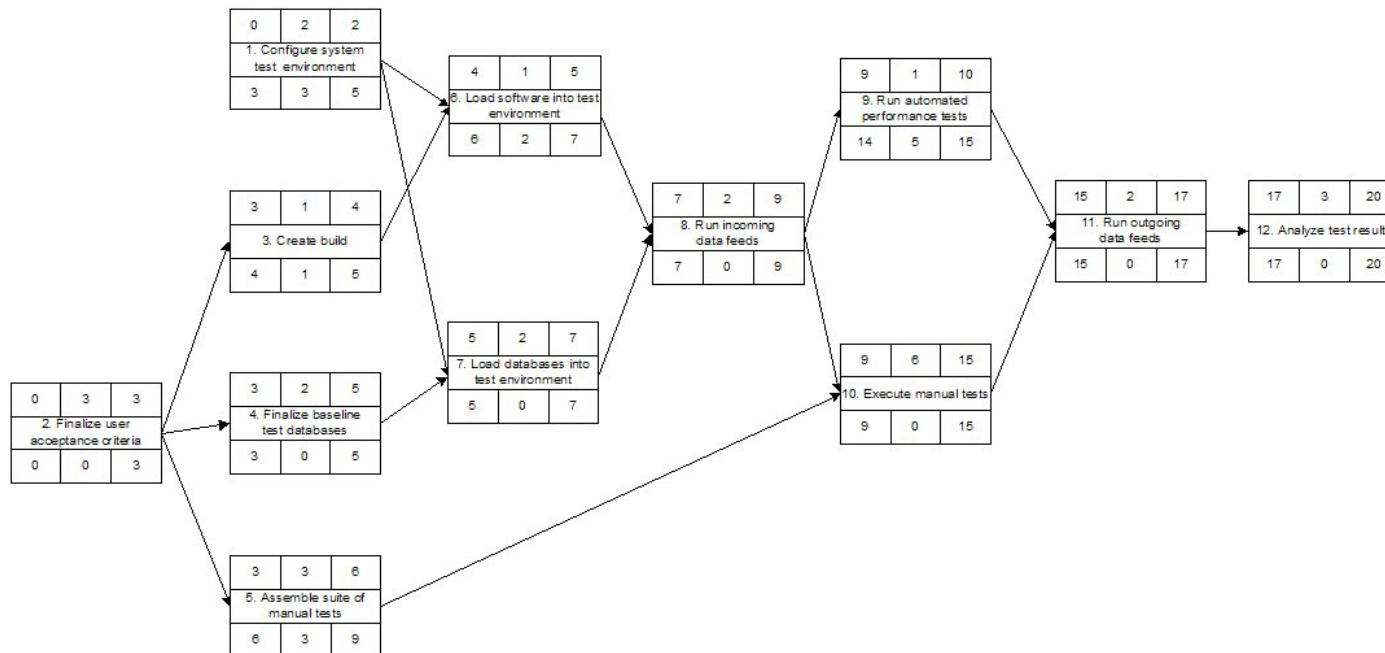 0 2 2
1. Configure system
test environment
3 3 5
4 1 5
6. Load software into test
environment
6 2 7
9 1 10
9. Run automated
performance tests
14 5 15
3 1 4
3. Create build
4 1 5
7 2 9
8. Run incoming
data feeds
7 0 9
15 2 17
11. Run outgoing
data feeds
15 0 17
17 3 20
12. Analyze test result
17 0 20
5 2 7
7. Load databases into
test environment
5 0 7
9 6 15
10. Execute manual tests
9 0 15
0 3 3
2. Finalize user
acceptance criteria
0 0 3
3 2 5
4. Finalize baseline
test databases
3 0 5
3 3 6
5. Assemble suite of
manual tests
6 3 9